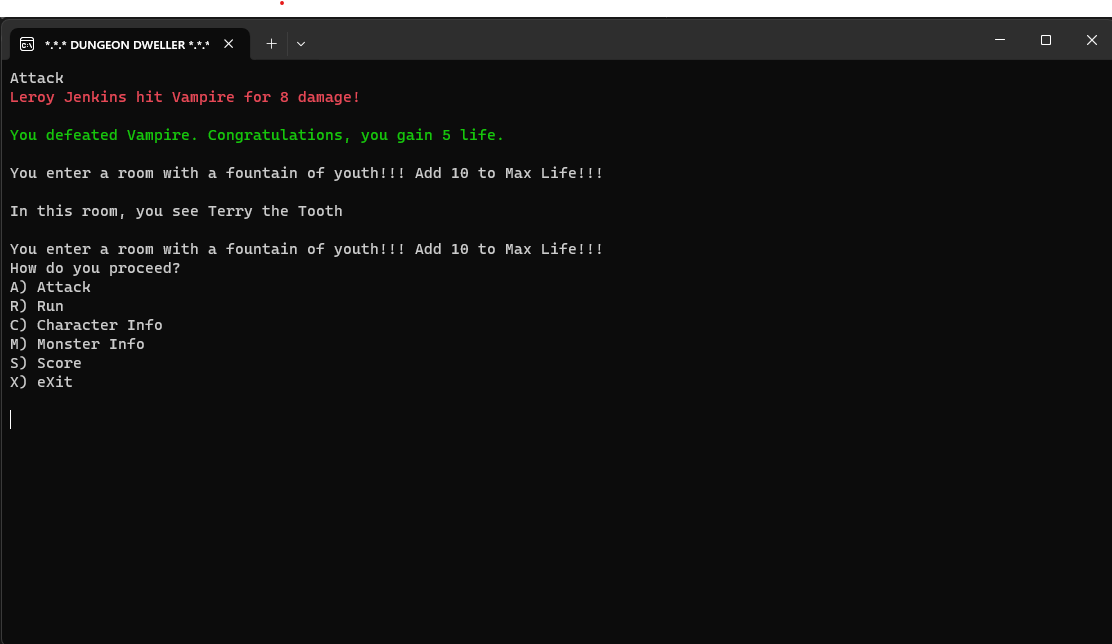 *.*.* DUNGEON DWELLER *.*.*
Attack
Leroy Jenkins hit Vampire for 8 damage!
You defeated Vampire. Congratulations, you gain 5 life.
You enter a room with a fountain of youth!!! Add 10 to Max Life!!!
In this room, you see Terry the Tooth
You enter a room with a fountain of youth!!! Add 10 to Max Life!!!
How do you proceed?
A) Attack
R) Run
C) Character Info
M) Monster Info
S) Score
X) eXit